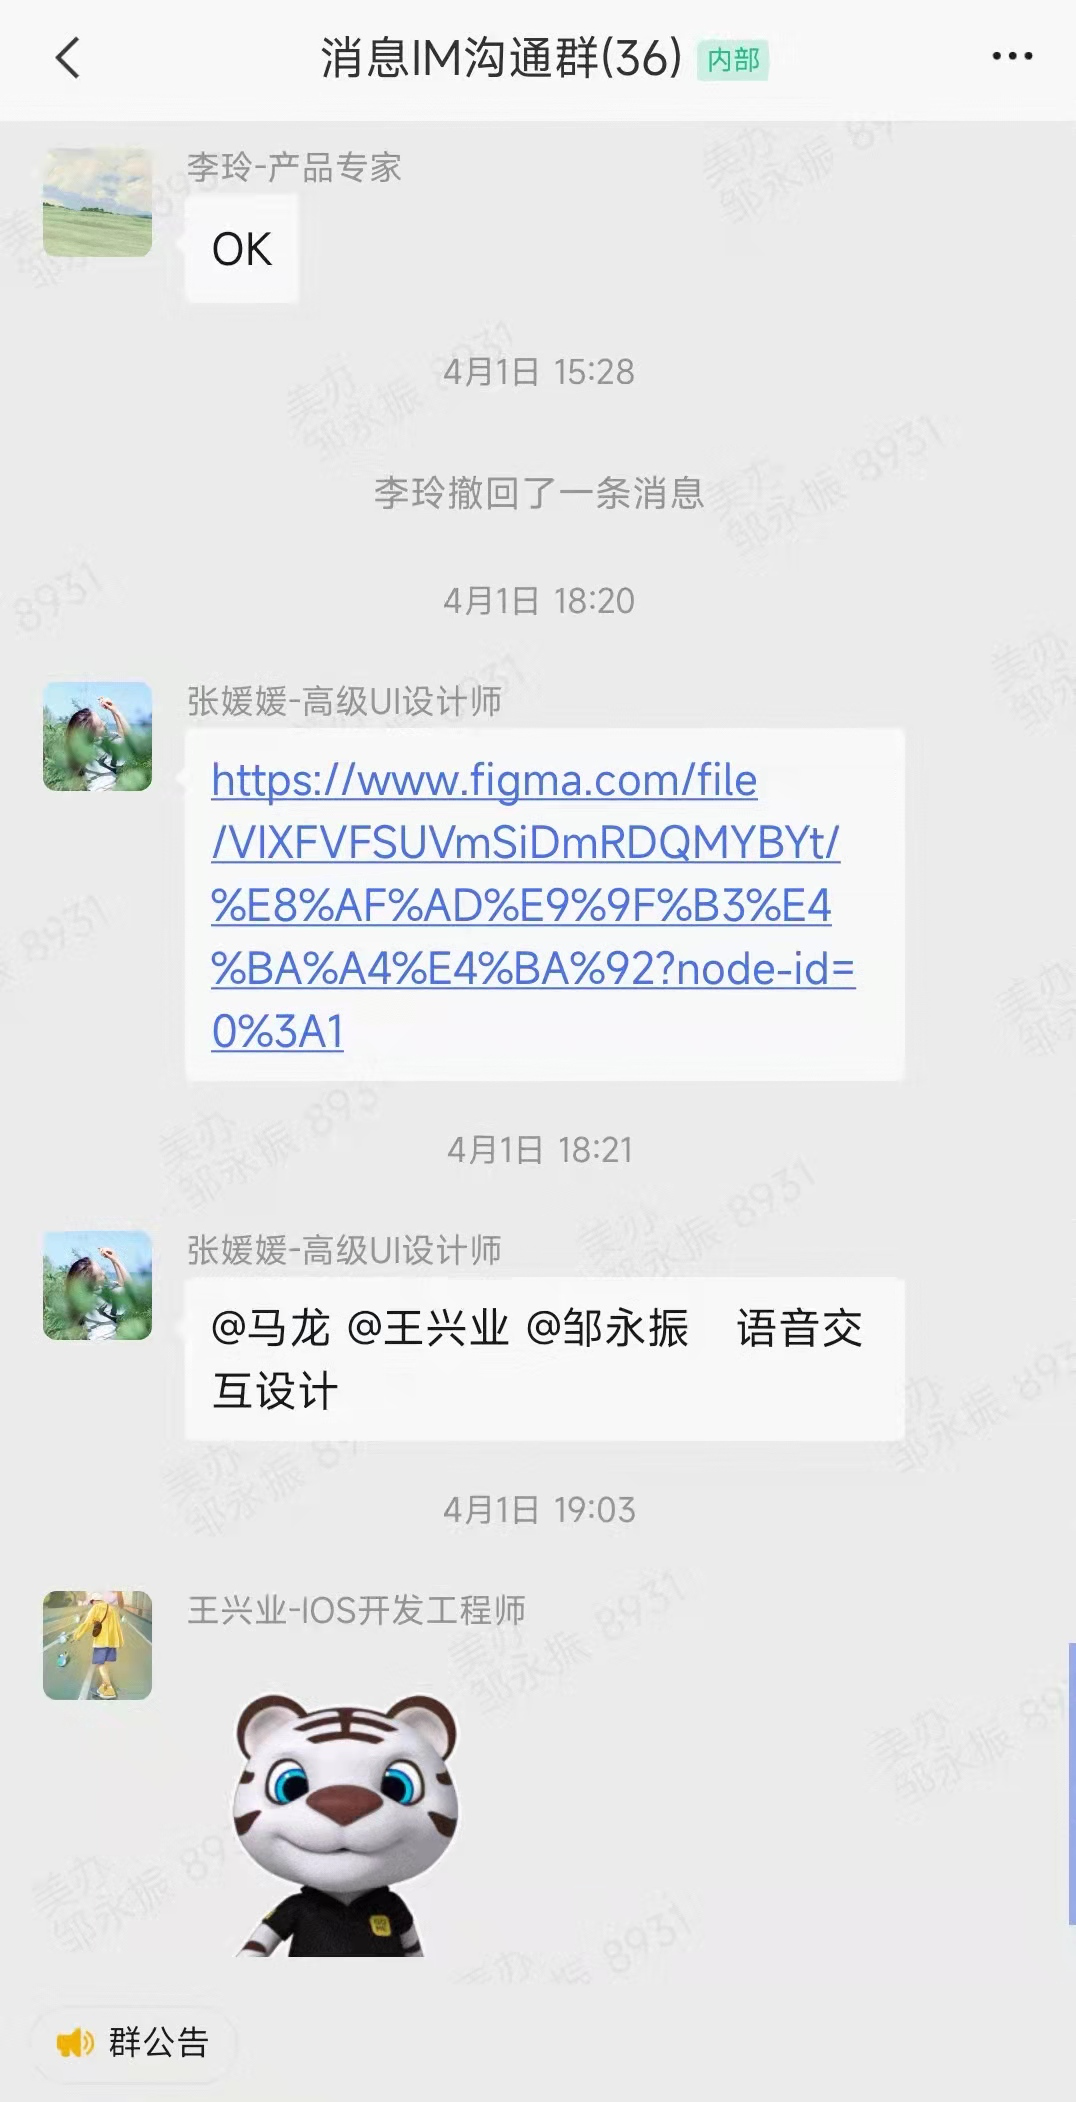 消息IM沟通群(36) 内部
李玲-产品专家
OK
4月1日 15:28
李玲撤回了一条消息
4月1日 18:20
张媛媛-高级UI设计师
https://www.figma.com/file
/VIXFVFSUVmSiDmRDQMYBYt/
%E8%AF%AD%E9%9F%B3%E4
%BA%A4%E4%BA%92?node-id=
0%3A1
4月1日 18:21
张媛媛-高级UI设计师
@马龙 @王兴业 @邹永振 语音交
互设计
4月1日 19:03
王兴业-IOS开发工程师
群公告
美办
邹永振 8931